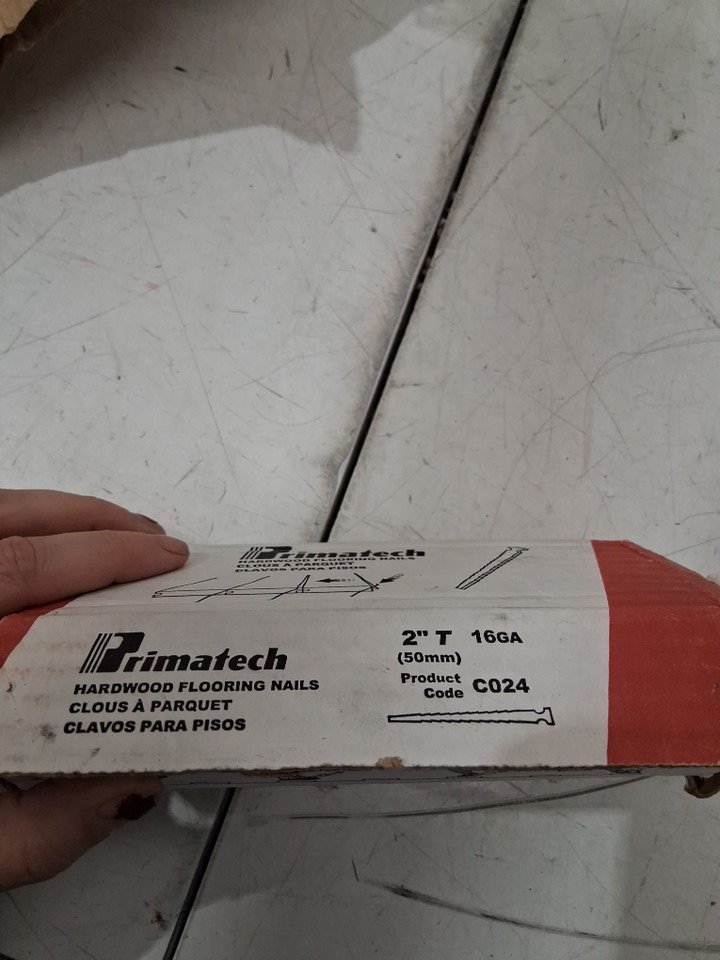 Primatech
HARDWOOD FLOORING NAILS
CLOUS À PARQUET
CLAVOS PARA PISOS
Primatech
HARDWOOD FLOORING NAILS
CLOUS À PARQUET
CLAVOS PARA PISOS
2" T 16GA
(50mm)
Product
Code C024